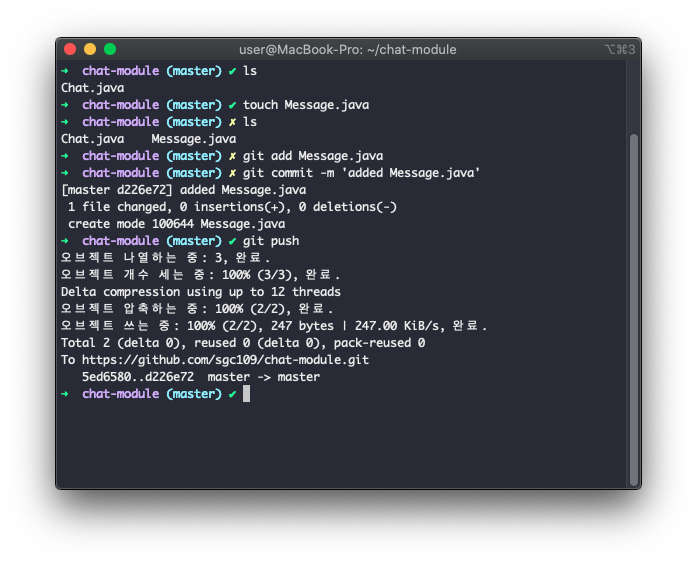 user@MacBook-Pro: ~/chat-module ⌥⌘3
➜ chat-module (master) ✔ ls
Chat.java
➜ chat-module (master) ✔ touch Message.java
➜ chat-module (master) ✗ ls
Chat.java    Message.java
➜ chat-module (master) ✗ git add Message.java
➜ chat-module (master) ✗ git commit -m 'added Message.java'
[master d226e72] added Message.java
 1 file changed, 0 insertions(+), 0 deletions(-)
 create mode 100644 Message.java
➜ chat-module (master) ✔ git push
오브젝트 나열하는 중: 3, 완료.
오브젝트 개수 세는 중: 100% (3/3), 완료.
Delta compression using up to 12 threads
오브젝트 압축하는 중: 100% (2/2), 완료.
오브젝트 쓰는 중: 100% (2/2), 247 bytes | 247.00 KiB/s, 완료.
Total 2 (delta 0), reused 0 (delta 0), pack-reused 0
To https://github.com/sgc109/chat-module.git
   5ed6580..d226e72  master -> master
➜ chat-module (master) ✔